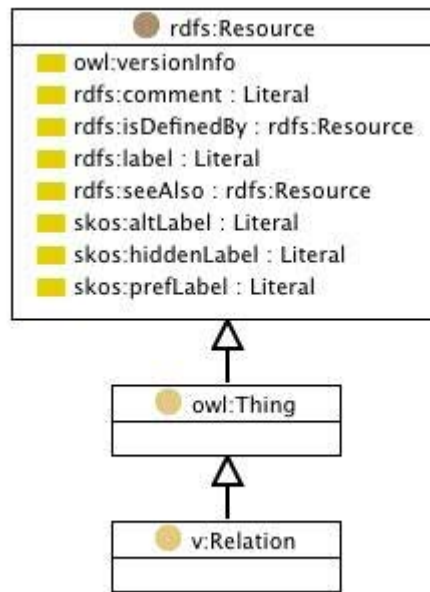 rdfs:Resource
owl:versionInfo
rdfs:comment : Literal
rdfs:isDefinedBy : rdfs:Resource
rdfs:label : Literal
rdfs:seeAlso : rdfs:Resource
skos:altLabel : Literal
skos:hiddenLabel : Literal
skos:prefLabel : Literal
owl:Thing
v:Relation